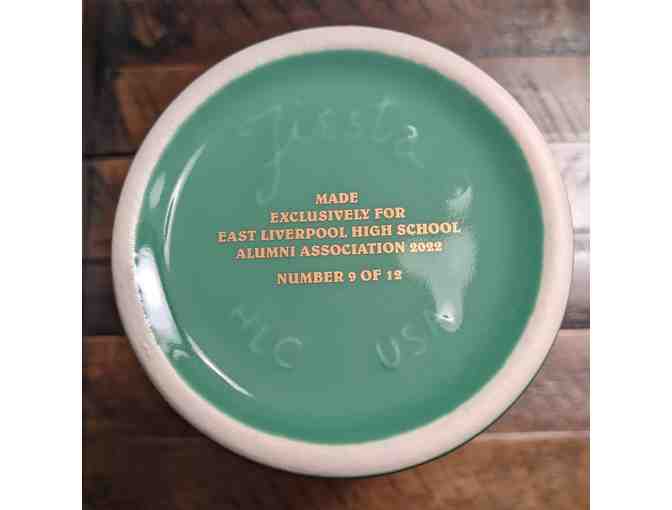 fiesta
MADE
EXCLUSIVELY FOR
EAST LIVERPOOL HIGH SCHOOL
ALUMNI ASSOCIATION 2022
NUMBER 9 OF 12
HLC USA